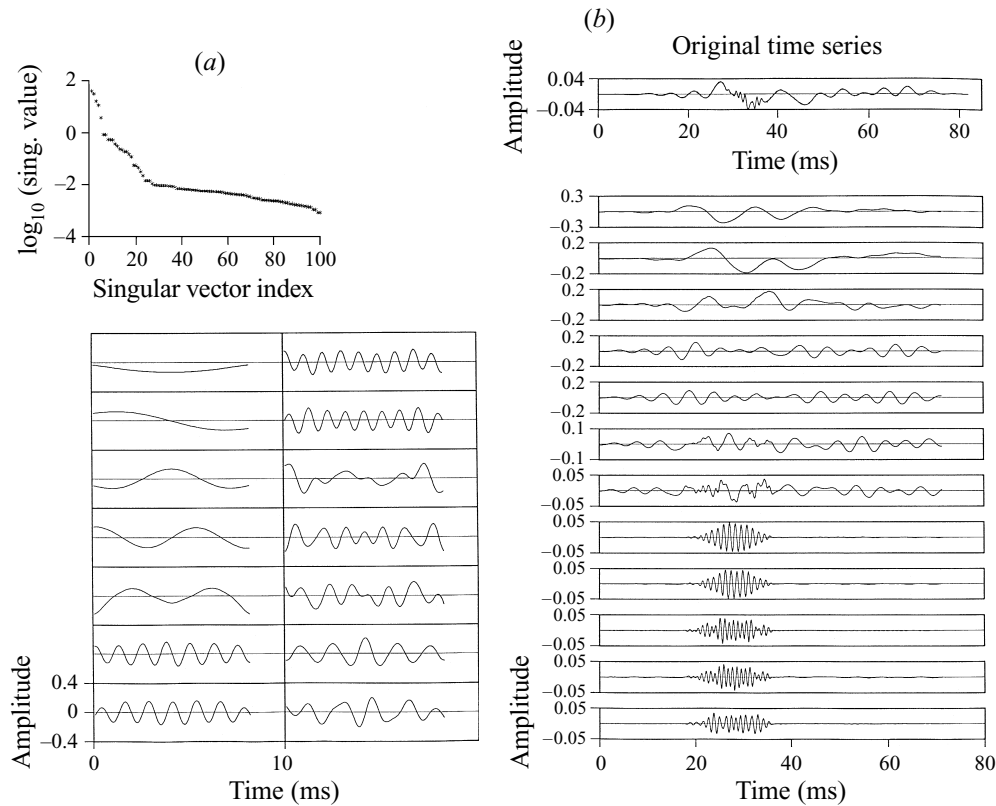 (a)
2
0
−2
−4
log10 (sing. value)
0 20 40 60 80 100
Singular vector index
Amplitude
0.4
0
−0.4
0 10
Time (ms)
(b)
Original time series
Amplitude
0.04
−0.04
0 20 40 60 80
Time (ms)
0.3
−0.3
0.2
−0.2
0.2
−0.2
0.2
−0.2
0.2
−0.2
0.1
−0.1
0.05
−0.05
0.05
−0.05
0.05
−0.05
0.05
−0.05
0.05
−0.05
0.05
−0.05
Amplitude
0 20 40 60 80
Time (ms)